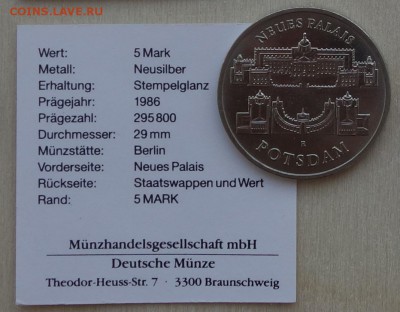 COINS.LAVE.RU
Wert: 5 Mark
Metall: Neusilber
Erhaltung: Stempelglanz
Prägejahr: 1986
Prägezahl: 295 800
Durchmesser: 29 mm
Münzstätte: Berlin
Vorderseite: Neues Palais
Rückseite: Staatswappen und Wert
Rand: 5 MARK
Münzhandelsgesellschaft mbH
Deutsche Münze
Theodor-Heuss-Str. 7 · 3300 Braunschweig
NEUES PALAIS
POTSDAM